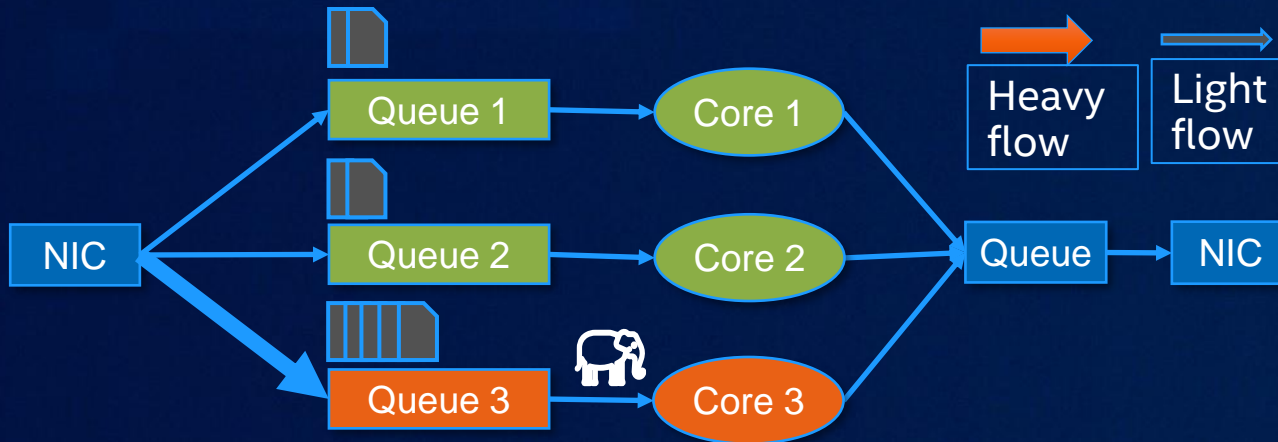 Queue 1
Core 1
Heavy
flow
Light
flow
NIC
Queue 2
Core 2
Queue
NIC
Queue 3
Core 3